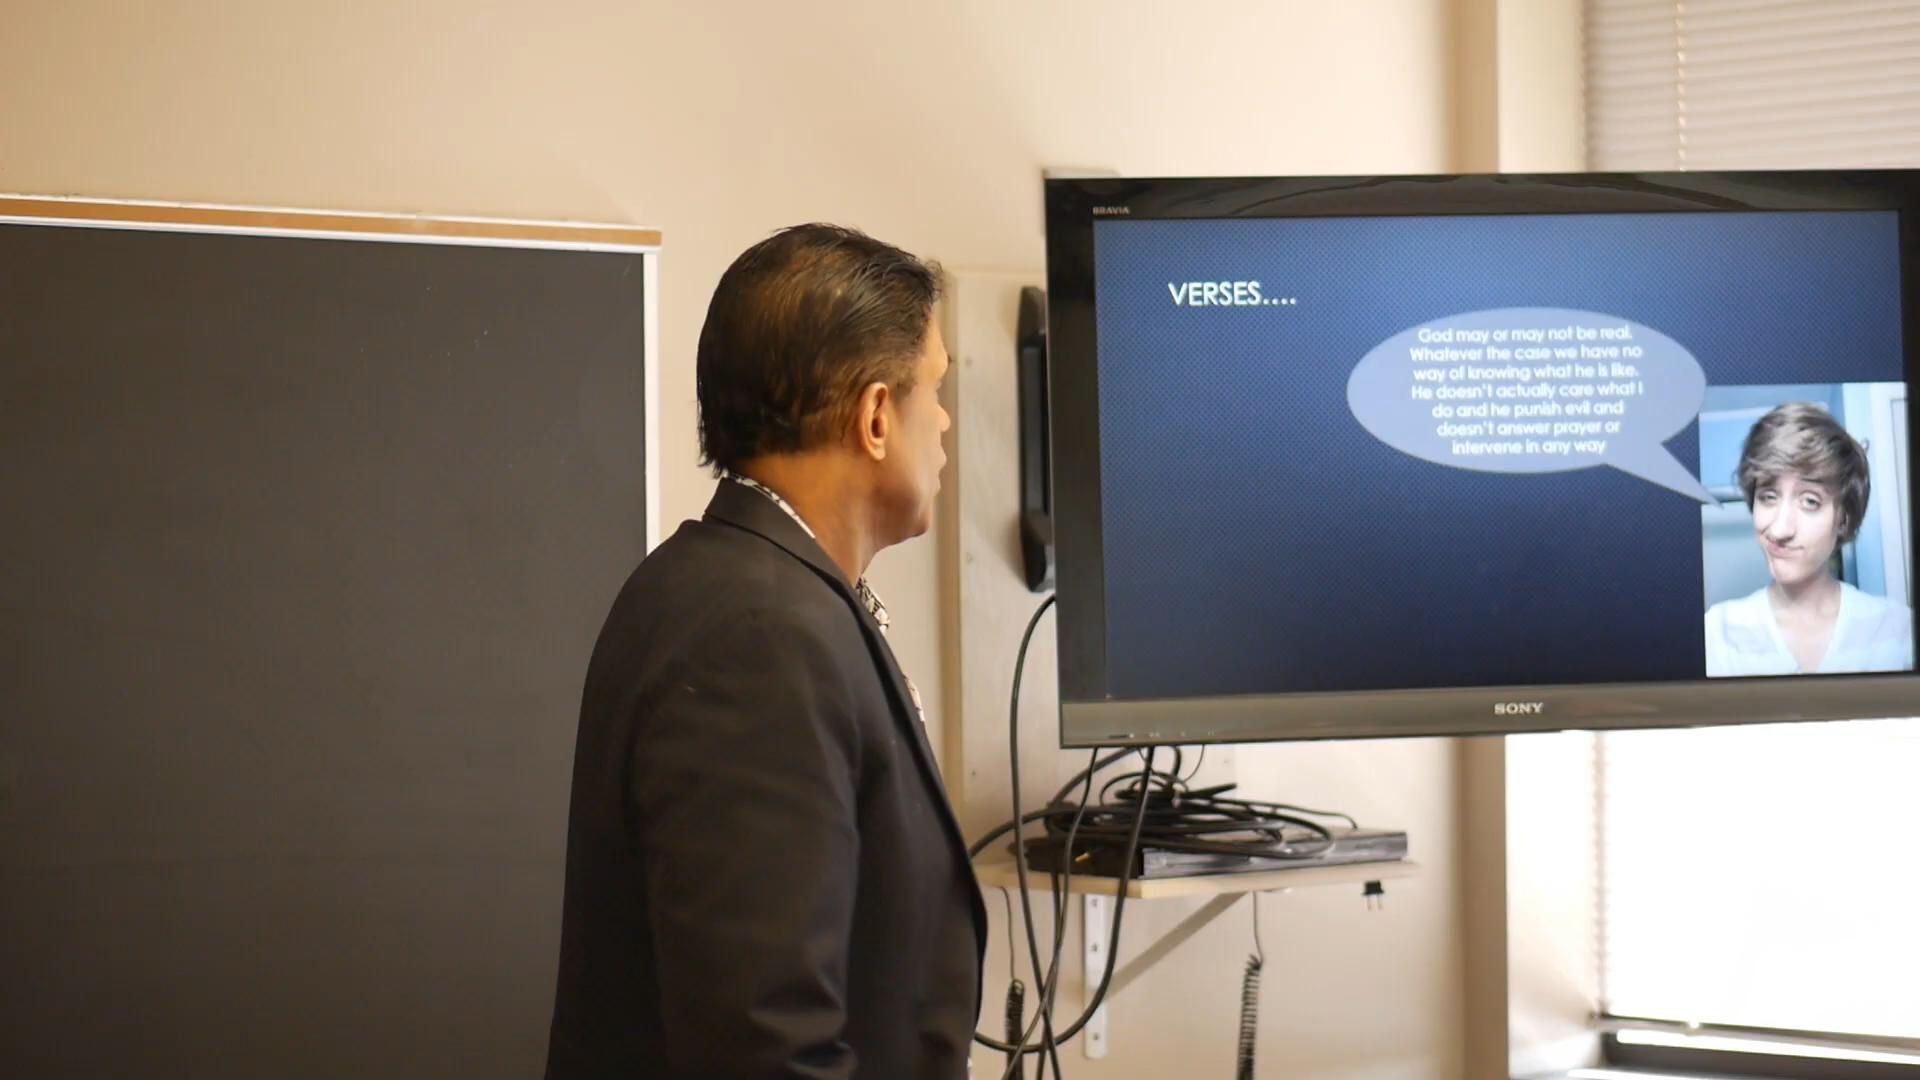 BRAVIA
VERSES....
God may or may not be real.
Whatever the case we have no
way of knowing what he is like.
He doesn't actually care what I
do and he punish evil and
doesn't answer prayer or
intervene in any way
SONY